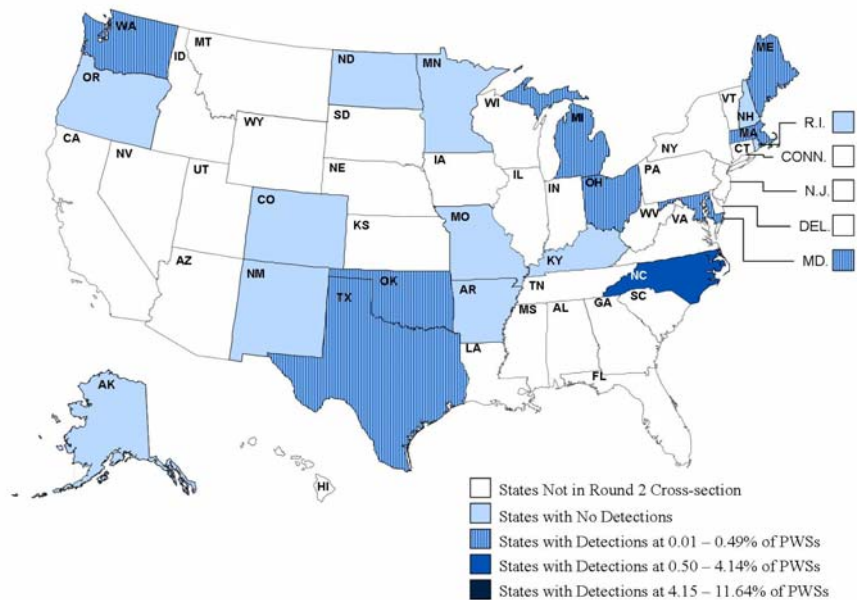 WA
MT
ME
ND
MN
OR
ID
VT
NH
WI
MI
MA
R.I.
SD
WY
CT
CONN.
CA
NY
NV
IA
PA
NE
N.J.
UT
IL
IN
OH
CO
WV
VA
DEL.
MO
KS
KY
MD.
AZ
NM
OK
NC
TX
AR
TN
SC
MS
AL
GA
LA
AK
FL
HI
States Not in Round 2 Cross-section
States with No Detections
States with Detections at 0.01 – 0.49% of PWSs
States with Detections at 0.50 – 4.14% of PWSs
States with Detections at 4.15 – 11.64% of PWSs